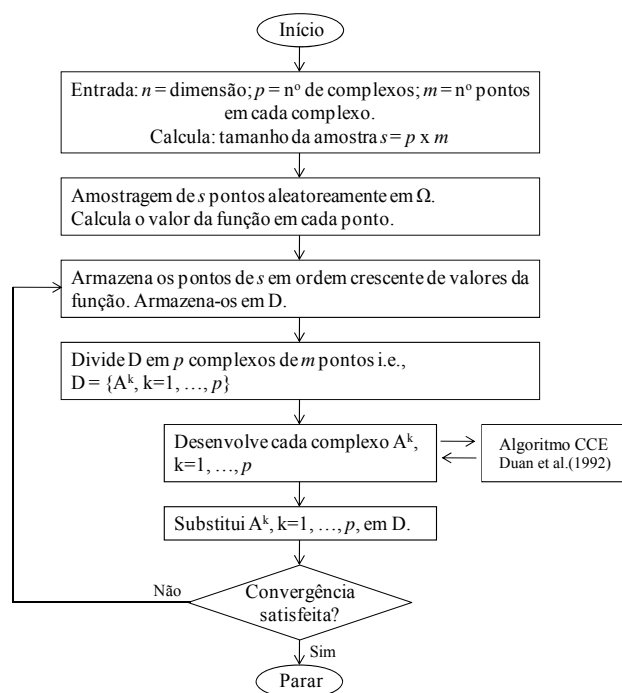 Início
Entrada: n = dimensão; p = nº de complexos; m = nº pontos
em cada complexo.
Calcula: tamanho da amostra s = p x m
Amostragem de s pontos aleatoreamente em Ω.
Calcula o valor da função em cada ponto.
Armazena os pontos de s em ordem crescente de valores da
função. Armazena-os em D.
Divide D em p complexos de m pontos i.e.,
D = {Aᵏ, k=1, …, p}
Desenvolve cada complexo Aᵏ,
k=1, …, p
Algoritmo CCE
Duan et al.(1992)
Substitui Aᵏ, k=1, …, p, em D.
Não
Convergência
satisfeita?
Sim
Parar